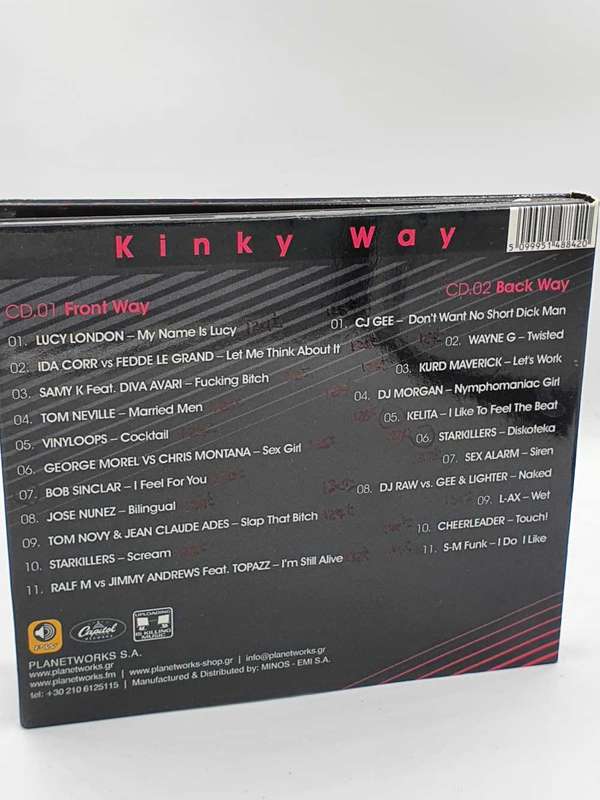 Kinky Way
5 099951 488420
CD.01 Front Way
01. LUCY LONDON – My Name Is Lucy
02. IDA CORR vs FEDDE LE GRAND – Let Me Think About It
03. SAMY K Feat. DIVA AVARI – Fucking Bitch
04. TOM NEVILLE – Married Men
05. VINYLOOPS – Cocktail
06. GEORGE MOREL VS CHRIS MONTANA – Sex Girl
07. BOB SINCLAR – I Feel For You
08. JOSE NUNEZ – Bilingual
09. TOM NOVY & JEAN CLAUDE ADES – Slap That Bitch
10. STARKILLERS – Scream
11. RALF M vs JIMMY ANDREWS Feat. TOPAZZ – I'm Still Alive
CD.02 Back Way
01. CJ GEE – Don't Want No Short Dick Man
02. WAYNE G – Twisted
03. KURD MAVERICK – Let's Work
04. DJ MORGAN – Nymphomaniac Girl
05. KELITA – I Like To Feel The Beat
06. STARKILLERS – Diskoteka
07. SEX ALARM – Siren
08. DJ RAW vs. GEE & LIGHTER – Naked
09. L-AX – Wet
10. CHEERLEADER – Touch!
11. S-M Funk – I Do I Like
Capitol
UPLOADING
IS KILLING MUSIC
PLANETWORKS S.A.
www.planetworks.gr | www.planetworks-shop.gr | info@planetworks.gr
www.planetworks.fm | Manufactured & Distributed by: MINOS - EMI S.A.
tel: +30 210 6125115